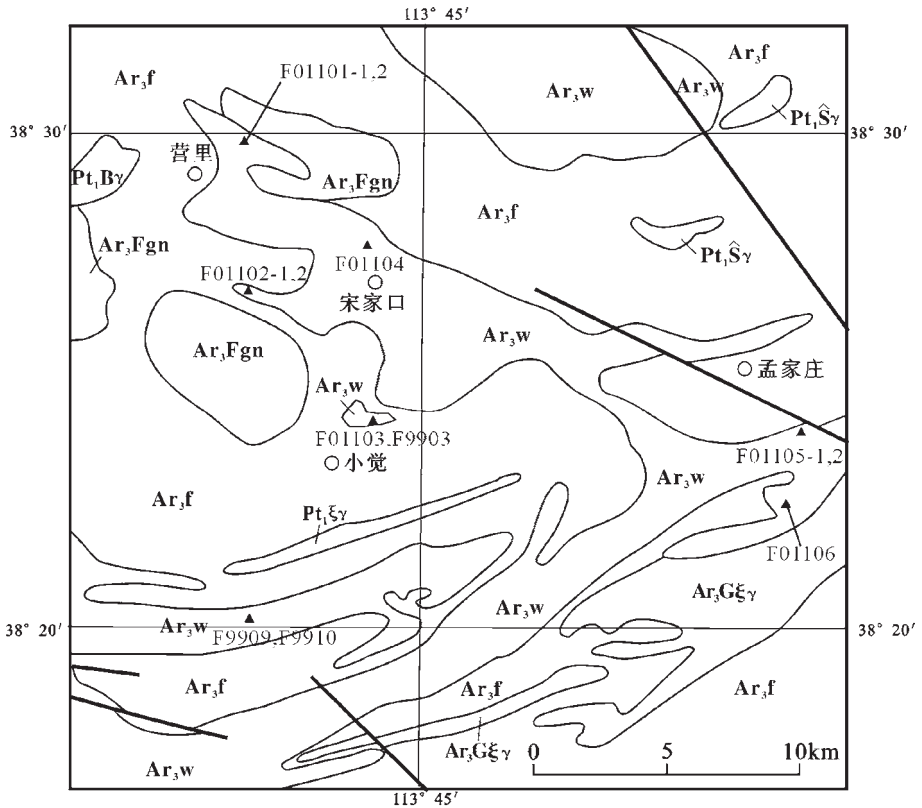 113° 45′
Ar₃f
F01101-1,2
Ar₃w
Ar₃w
Ar₃f
Pt₁Ŝγ
38° 30′
38° 30′
营里
Pt₁Bγ
Ar₃Fgn
Ar₃f
Ar₃Fgn
Pt₁Ŝγ
F01104
F01102-1,2
宋家口
Ar₃w
Ar₃Fgn
孟家庄
Ar₃w
F01103,F9903
F01105-1,2
小觉
Ar₃w
Ar₃f
Pt₁ξγ
F01106
Ar₃Gξγ
Ar₃w
38° 20′
Ar₃w
F9909,F9910
38° 20′
Ar₃f
Ar₃f
Ar₃f
Ar₃Gξγ
0 5 10km
Ar₃w
113° 45′